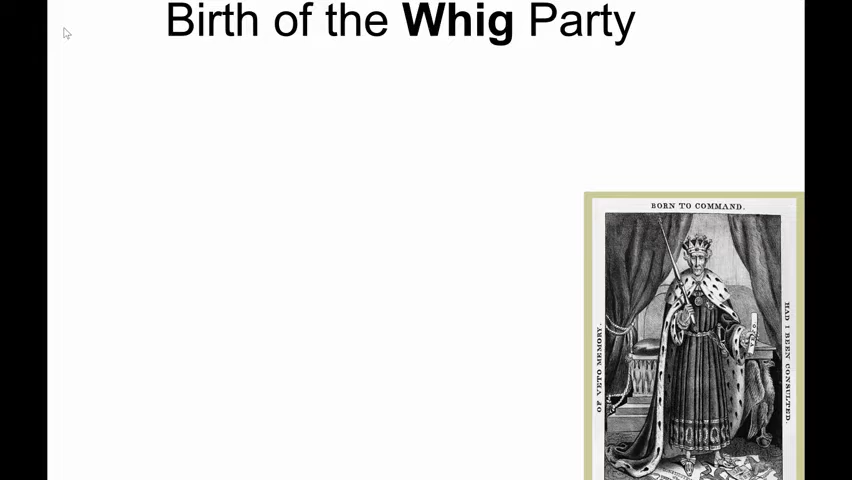 Birth of the Whig Party
BORN TO COMMAND.
OF VETO MEMORY.
HAD I BEEN CONSULTED.